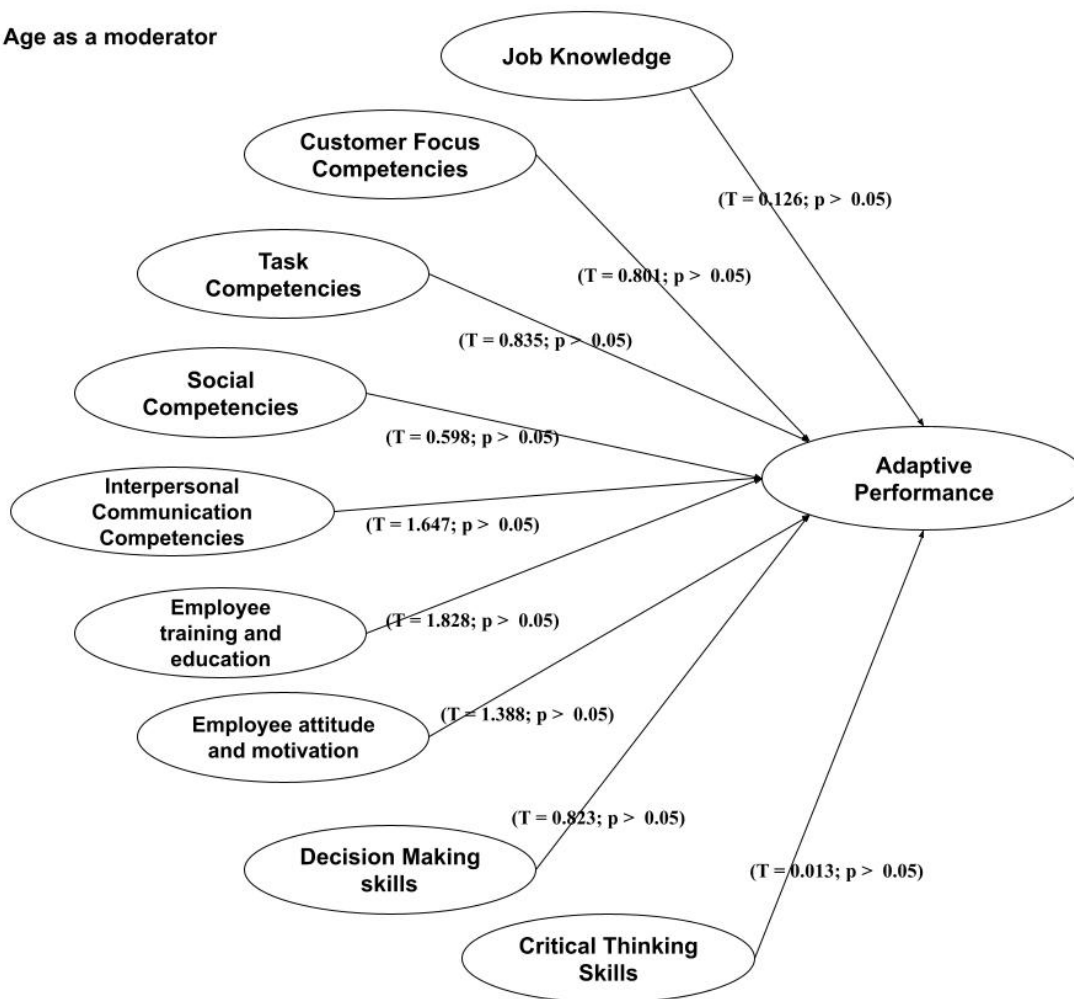 Age as a moderator
Job Knowledge
Customer Focus
Competencies
(T = 0.126; p > 0.05)
Task
Competencies
(T = 0.801; p > 0.05)
(T = 0.835; p > 0.05)
Social
Competencies
(T = 0.598; p > 0.05)
Adaptive
Performance
Interpersonal
Communication
Competencies
(T = 1.647; p > 0.05)
Employee
training and
education
(T = 1.828; p > 0.05)
Employee attitude
and motivation
(T = 1.388; p > 0.05)
(T = 0.823; p > 0.05)
Decision Making
skills
(T = 0.013; p > 0.05)
Critical Thinking
Skills